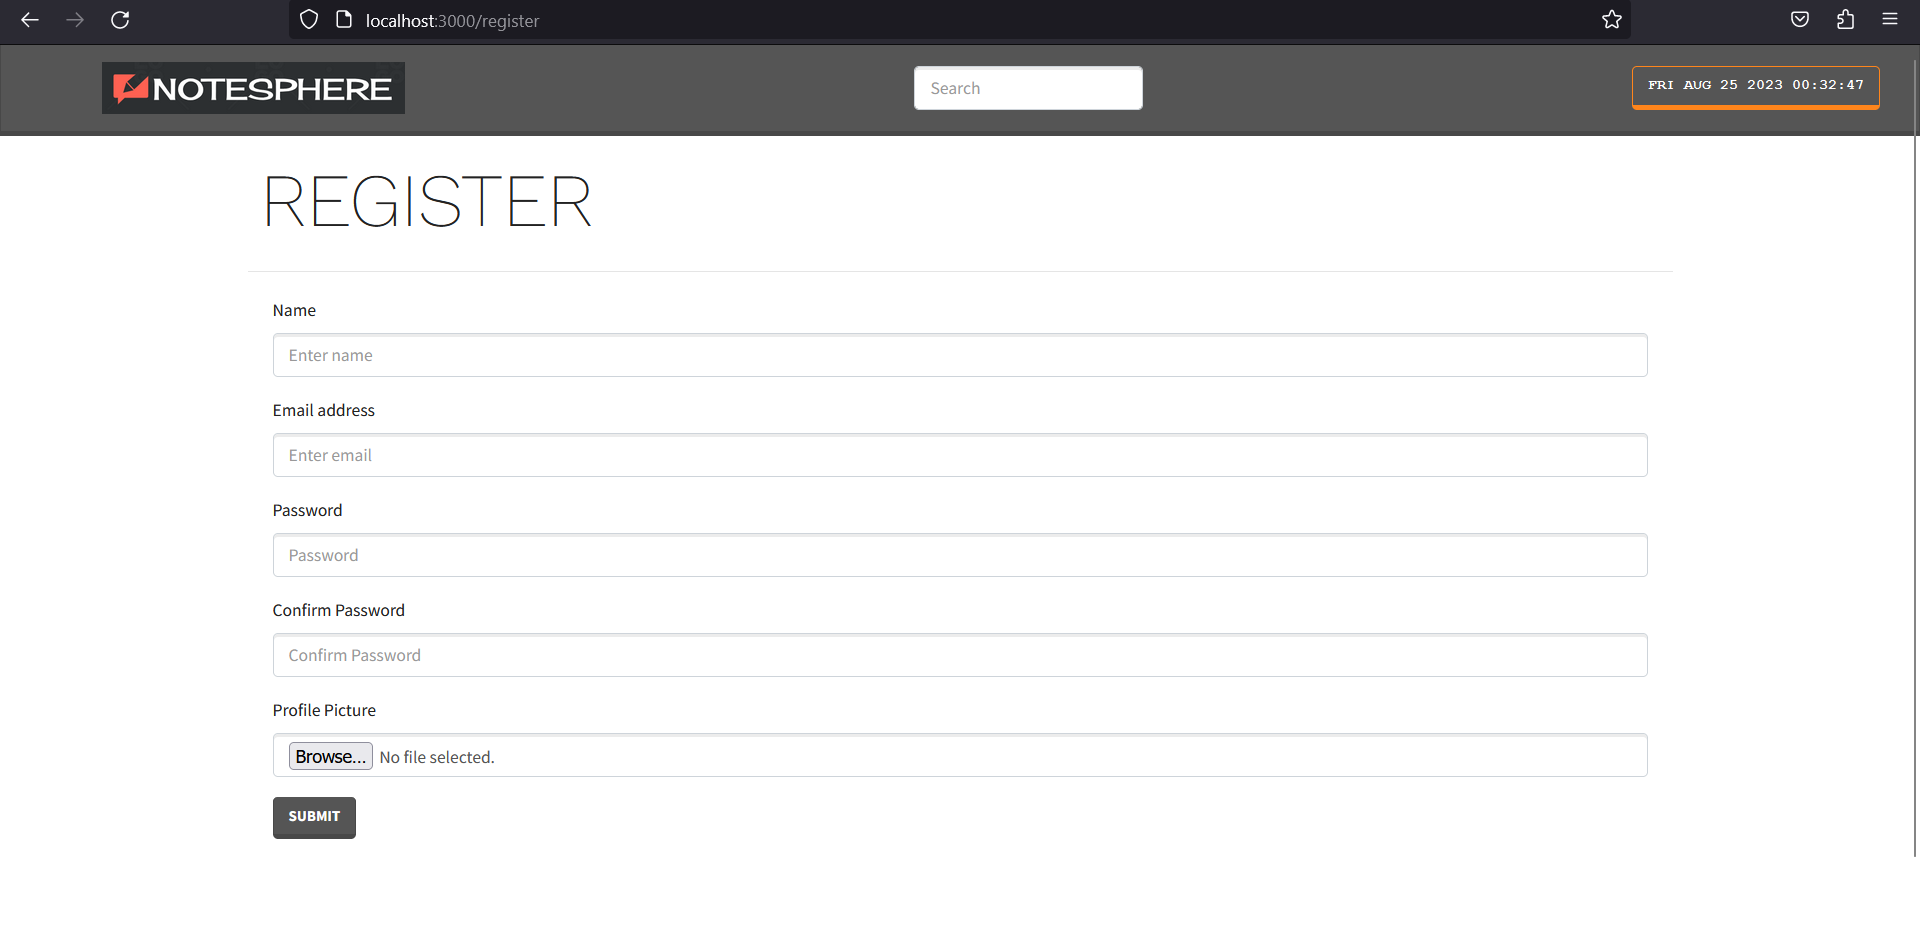 localhost:3000/register
NOTESPHERE
Search
FRI AUG 25 2023 00:32:47
REGISTER
Name
Enter name
Email address
Enter email
Password
Password
Confirm Password
Confirm Password
Profile Picture
Browse... No file selected.
SUBMIT